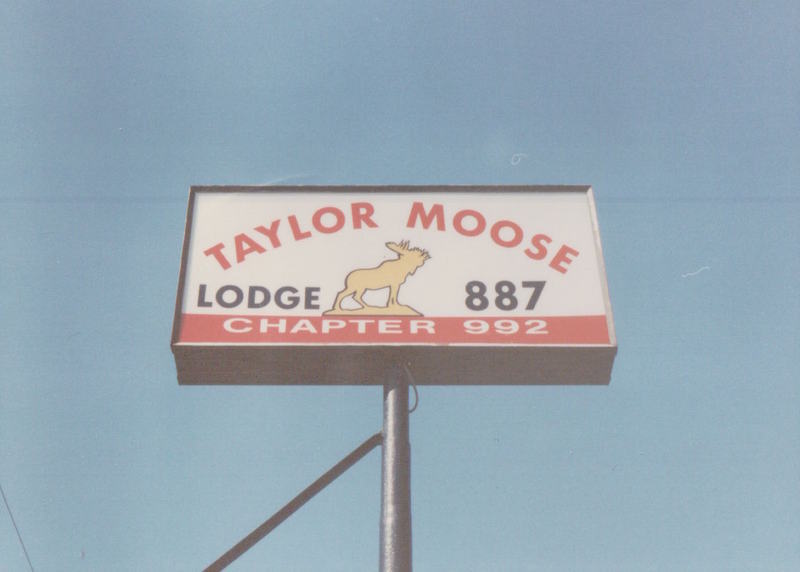 TAYLOR MOOSE
LODGE 887
CHAPTER 992